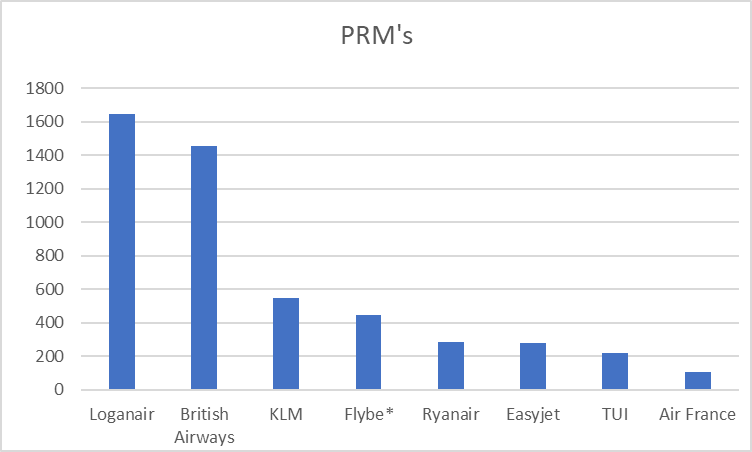 PRM's
1800
1600
1400
1200
1000
800
600
400
200
0
Loganair
British
Airways
KLM
Flybe*
Ryanair
Easyjet
TUI
Air France